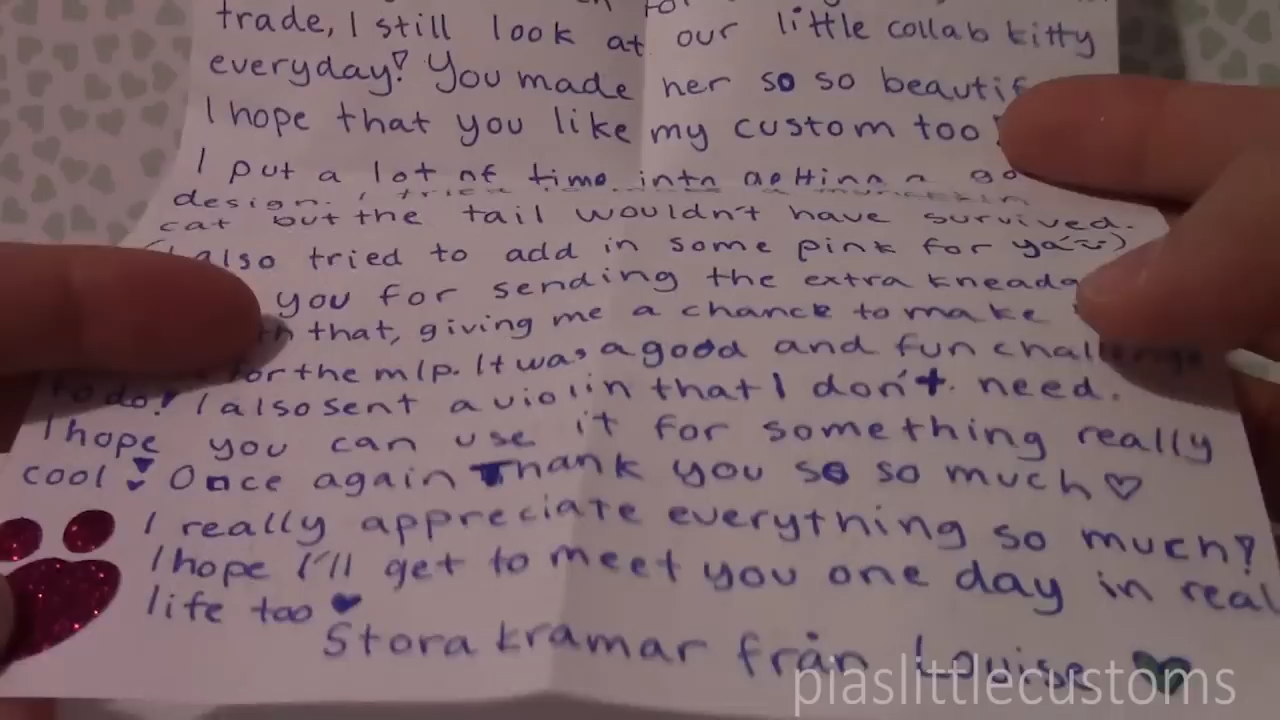 trade, I still look at our little collab kitty
everyday! You made her so so beautif
I hope that you like my custom too!
I put a lot of time into getting a go
design. I tried a munchkin
cat but the tail wouldn't have survived.
(I also tried to add in some pink for ya
you for sending the extra kneada
that, giving me a chance to make
for the mlp. It was a good and fun challenge
to do! I also sent a violin that I don't need.
I hope you can use it for something really
cool! Once again Thank you so so much♡
I really appreciate everything so much!
I hope I'll get to meet you one day in real
life too ♥
Stora kramar från Louise ♥
piaslittlecustoms